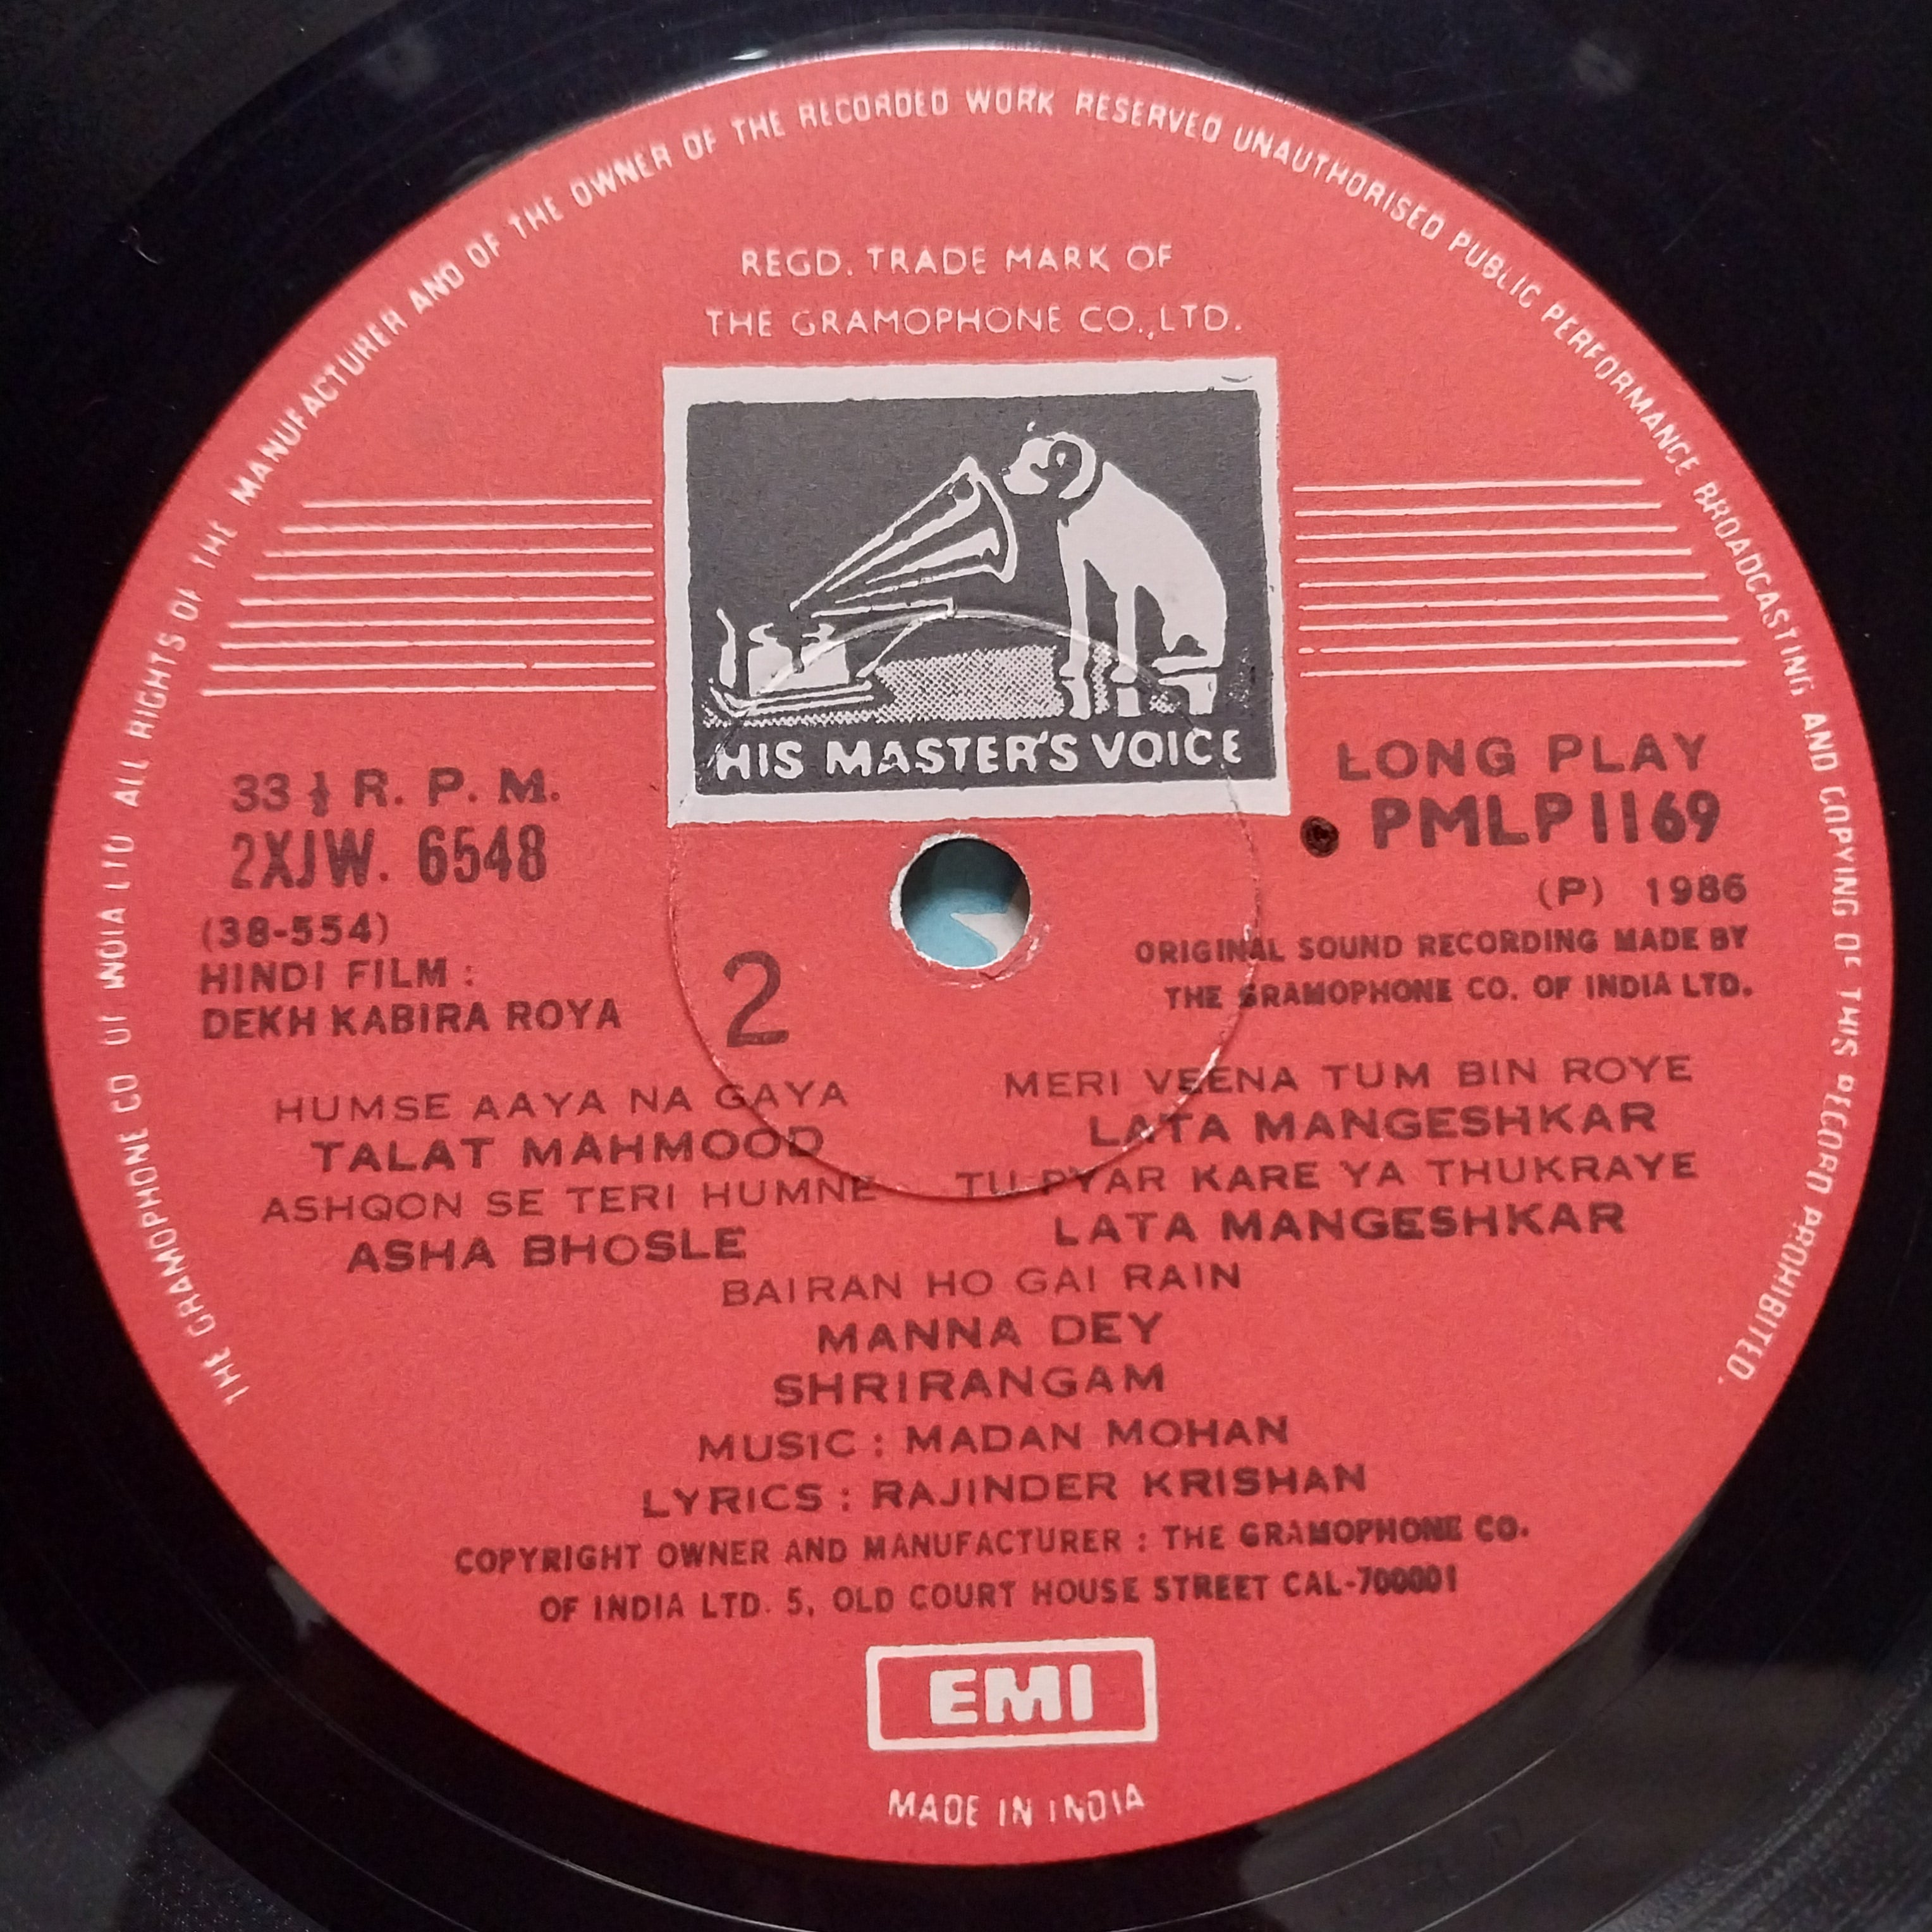 THE GRAMOPHONE CO OF INDIA LTD ALL RIGHTS OF THE MANUFACTURER AND OF THE OWNER OF THE RECORDED WORK RESERVED UNAUTHORISED PUBLIC PERFORMANCE BROADCASTING AND COPYING OF THIS RECORD PROHIBITED.
REGD. TRADE MARK OF
THE GRAMOPHONE CO., LTD.
HIS MASTER'S VOICE
33 ⅓ R. P. M.
2XJW. 6548
(38-554)
HINDI FILM :
DEKH KABIRA ROYA
2
LONG PLAY
PMLP 1169
(P) 1986
ORIGINAL SOUND RECORDING MADE BY
THE GRAMOPHONE CO. OF INDIA LTD.
HUMSE AAYA NA GAYA
TALAT MAHMOOD
ASHQON SE TERI HUMNE
ASHA BHOSLE
MERI VEENA TUM BIN ROYE
LATA MANGESHKAR
TU PYAR KARE YA THUKRAYE
LATA MANGESHKAR
BAIRAN HO GAI RAIN
MANNA DEY
SHRIRANGAM
MUSIC : MADAN MOHAN
LYRICS : RAJINDER KRISHAN
COPYRIGHT OWNER AND MANUFACTURER : THE GRAMOPHONE CO.
OF INDIA LTD. 5, OLD COURT HOUSE STREET CAL-700001
EMI
MADE IN INDIA